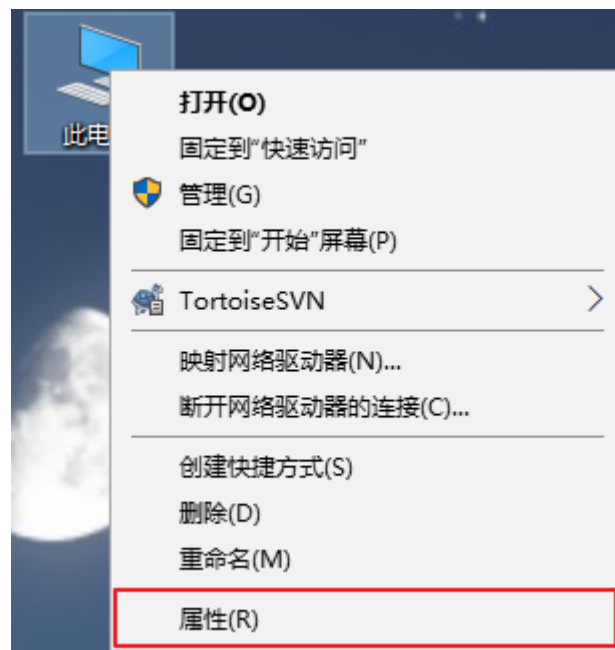 此电
打开(O)
固定到"快速访问"
管理(G)
固定到"开始"屏幕(P)
TortoiseSVN
映射网络驱动器(N)...
断开网络驱动器的连接(C)...
创建快捷方式(S)
删除(D)
重命名(M)
属性(R)